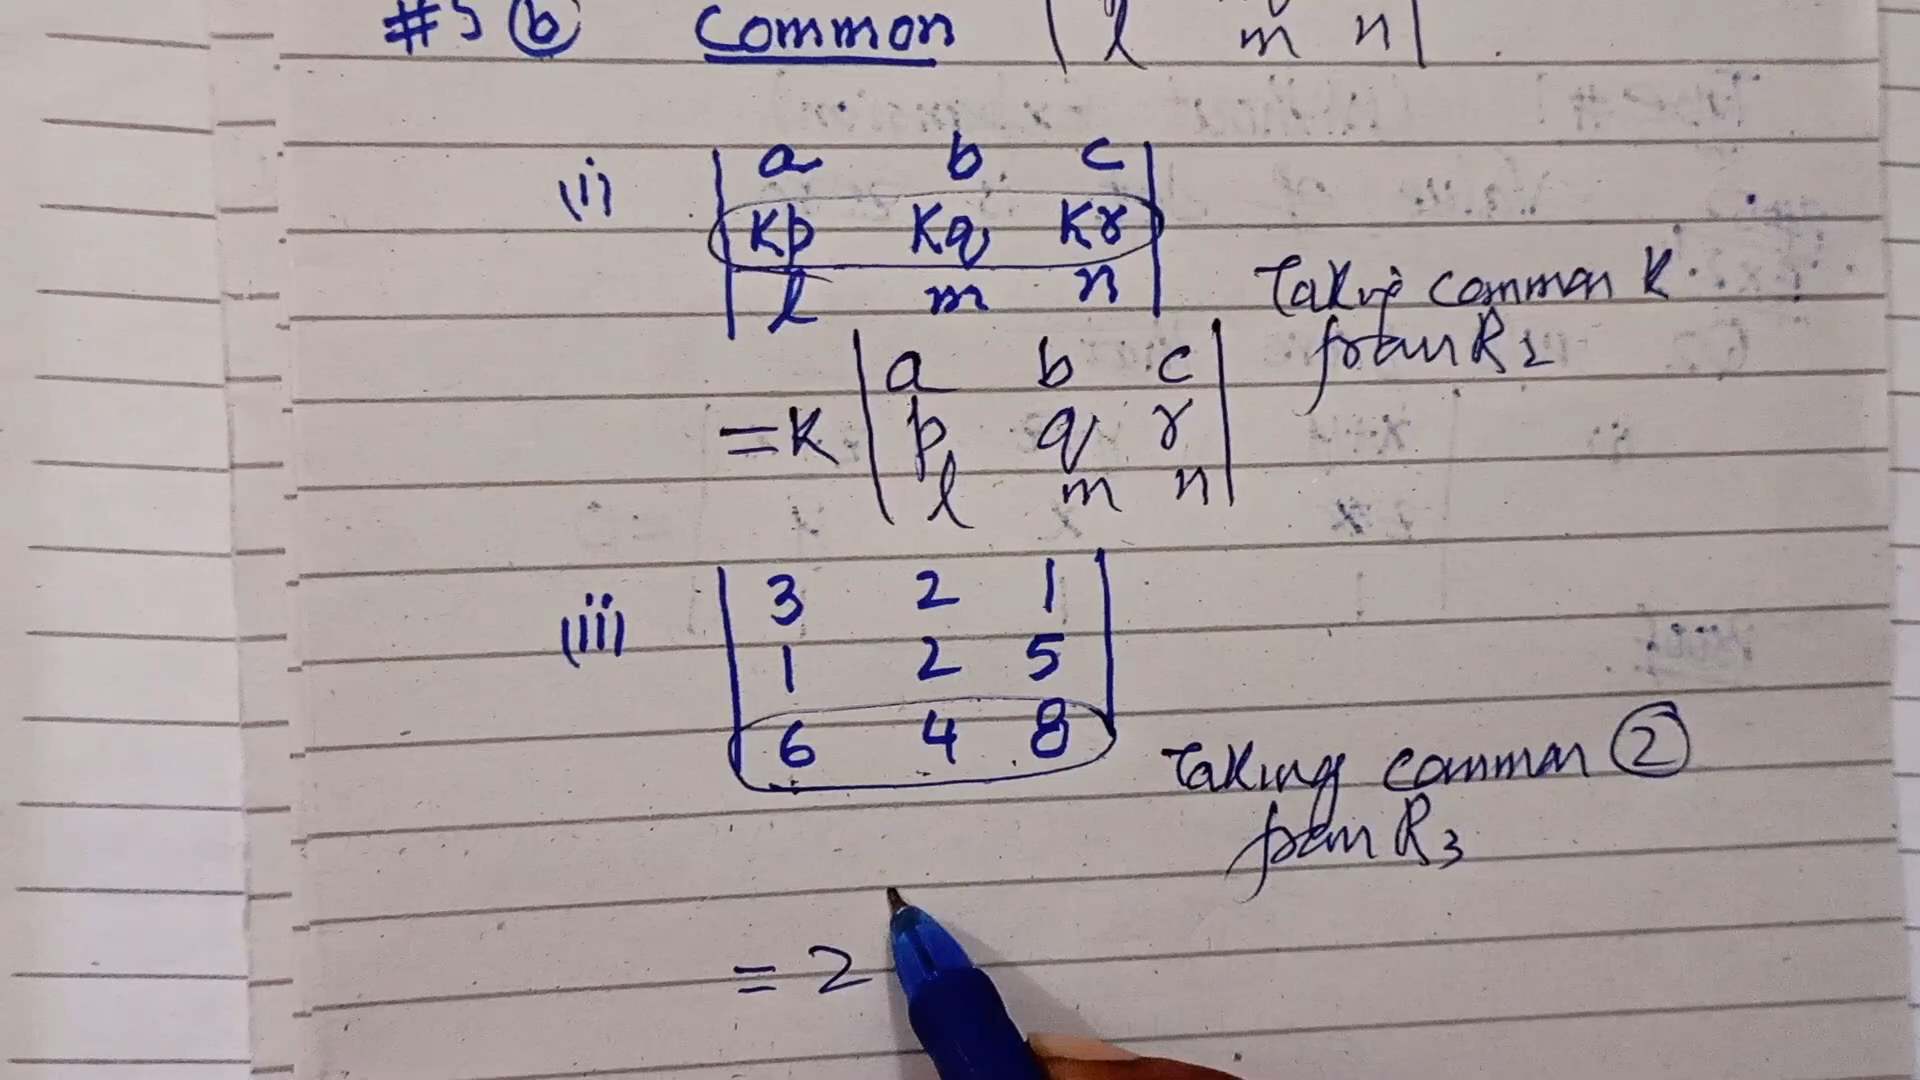 #5 (b) Common | l m n |
(i) | a b c |
| Kp Kq Kr |
| l m n |
Taking common K
from R2
= K | a b c |
| p q r |
| l m n |
(ii) | 3 2 1 |
| 1 2 5 |
| 6 4 8 |
Taking common (2)
from R3
= 2